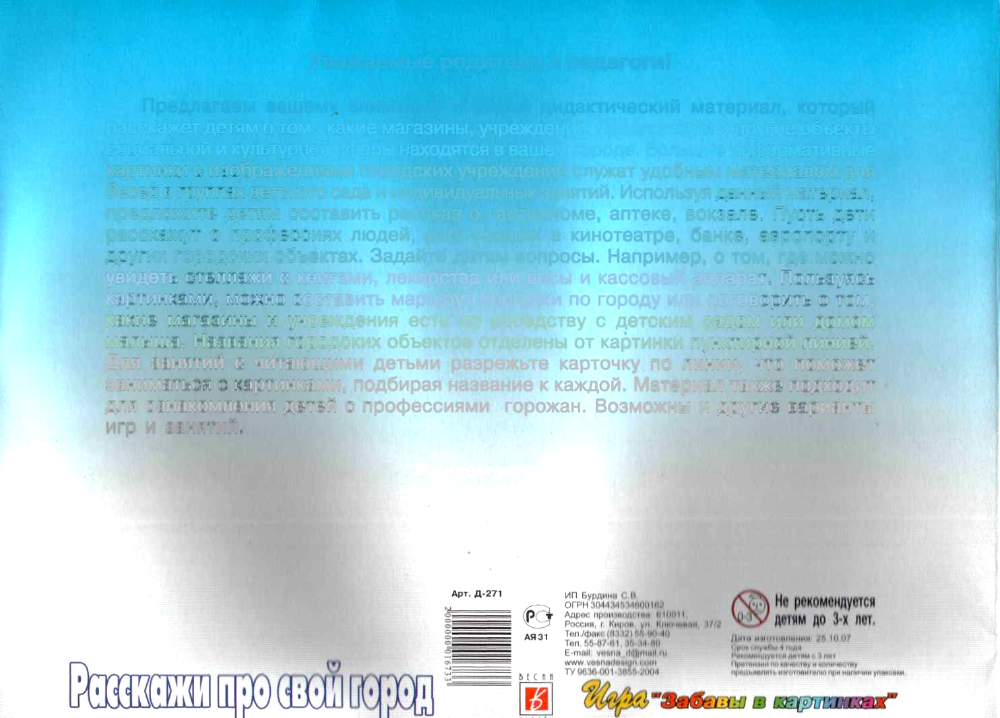 Уважаемые родители и педагоги!
Предлагаем вашему дидактический материал, который
расскажет детям о том, какие магазины, учреждения другие объекты
социальной и культурной сферы находятся в вашем городе. Большие информативные
картинки с изображениями городских учреждений служат удобным материалом для
бесед в группах детского сада и индивидуальных занятий. Используя данный материал,
предложите детям составить рассказ о гастрономе, аптеке, вокзале. Пусть дети
расскажут о профессиях людей, в кинотеатре, банке, аэропорту и
других городских объектах. Задайте детям вопросы. Например, о том, где можно
увидеть стеллажи с книгами, лекарства или весы и кассовый аппарат. Пользуясь
картинками, можно составить маршрут прогулки по городу или поговорить о том,
какие магазины и учреждения есть по соседству с детским садом или домом
малыша. Названия городских объектов отделены от картинки пунктирной линией.
Для занятий с читающими детьми разрежьте карточку по линии, что поможет
заниматься с картинками, подбирая название к каждой. Материал также подходит
для ознакомления детей с профессиями горожан. Возможны и другие варианты
игр и занятий.
Арт. Д-271
2000000016733
РСТ
АЯ31
ИП Бурдина С.В.
ОГРН 304434534600162
Адрес производства: 610011,
Россия, г. Киров, ул. Ключевая, 37/2
Тел./факс (8332) 55-90-40
Тел. 55-87-61, 35-34-80
E-mail: vesna_d@mail.ru
www.vesnadesign.com
ТУ 9636-001-3855-2004
0-3
Не рекомендуется
детям до 3-х лет.
Дата изготовления: 25.10.07
Срок службы 4 года
Рекомендуется детям с 3 лет
Претензии по качеству и количеству
предъявлять изготовителю при наличии упаковки.
Расскажи про свой город
ВЕСНА
Игра "Забавы в картинках"